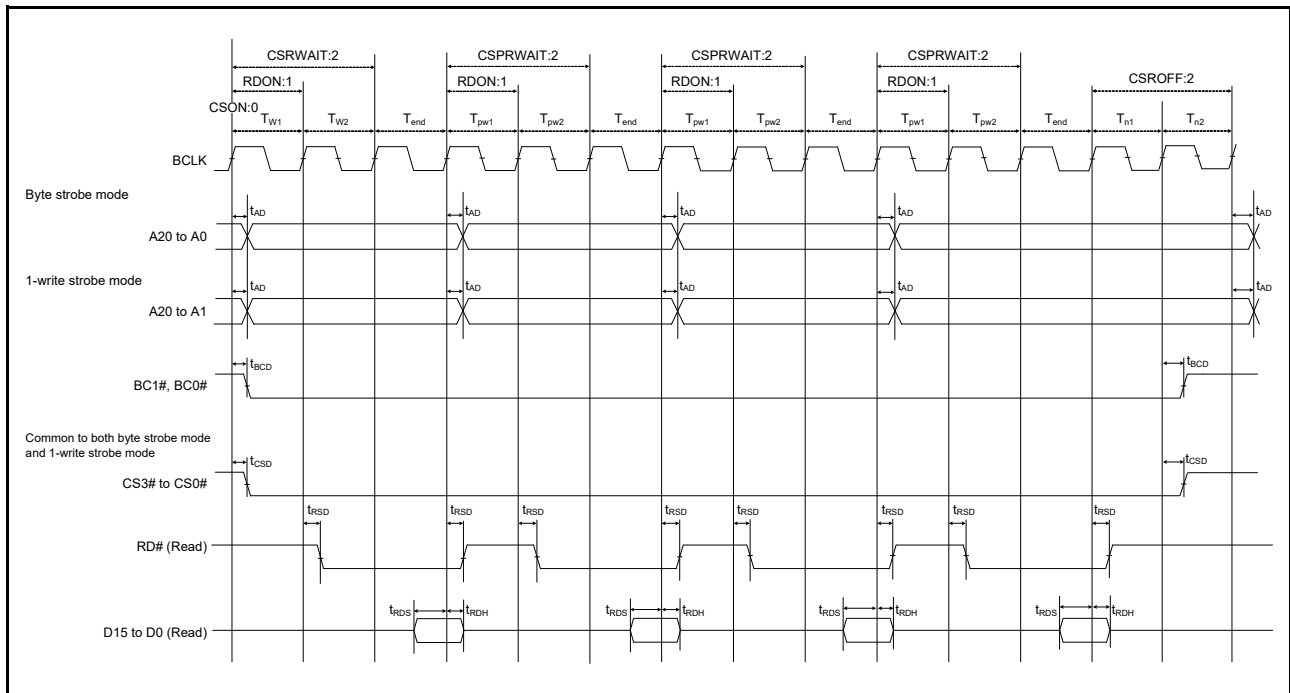 CSRWAIT:2 CSPRWAIT:2 CSPRWAIT:2 CSPRWAIT:2
RDON:1 RDON:1 RDON:1 RDON:1 CSROFF:2
CSON:0
TW1 TW2 Tend Tpw1 Tpw2 Tend Tpw1 Tpw2 Tend Tpw1 Tpw2 Tend Tn1 Tn2
BCLK
Byte strobe mode
tAD tAD tAD tAD tAD
A20 to A0
1-write strobe mode
tAD tAD tAD tAD tAD
A20 to A1
tBCD tBCD
BC1#, BC0#
Common to both byte strobe mode
and 1-write strobe mode
tCSD tCSD
CS3# to CS0#
tRSD tRSD tRSD tRSD tRSD tRSD tRSD tRSD
RD# (Read)
tRDS tRDH tRDS tRDH tRDS tRDH tRDS tRDH
D15 to D0 (Read)